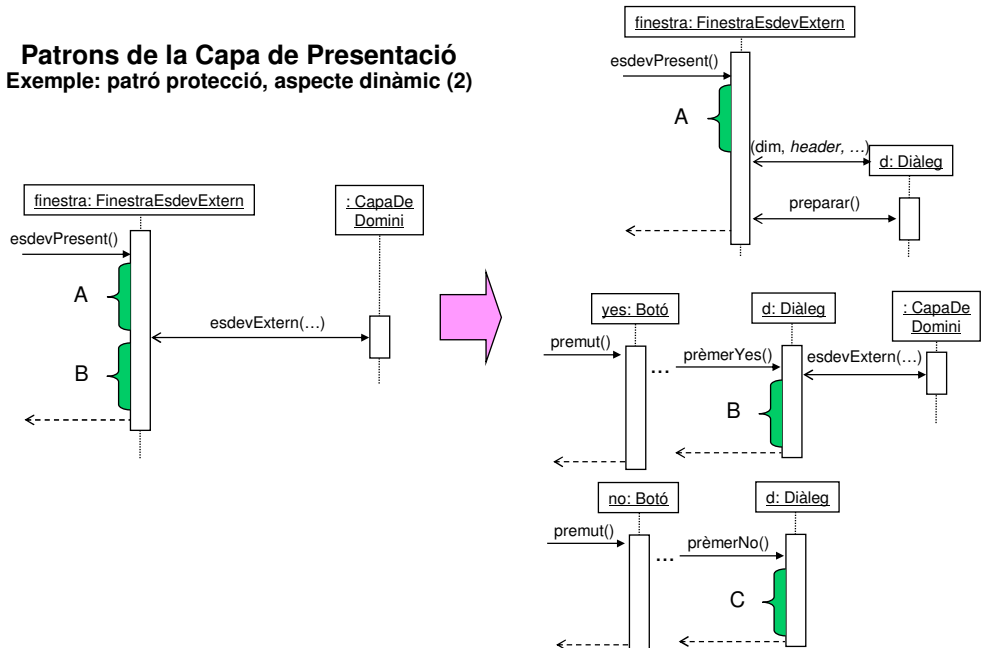 Patrons de la Capa de Presentació
Exemple: patró protecció, aspecte dinàmic (2)
finestra: FinestraEsdevExtern
: CapaDe
Domini
esdevPresent()
A
esdevExtern(…)
B
finestra: FinestraEsdevExtern
esdevPresent()
A
(dim, header, …)
d: Diàleg
preparar()
yes: Botó
d: Diàleg
: CapaDe
Domini
premut()
…
prèmerYes()
esdevExtern(…)
B
no: Botó
d: Diàleg
premut()
…
prèmerNo()
C